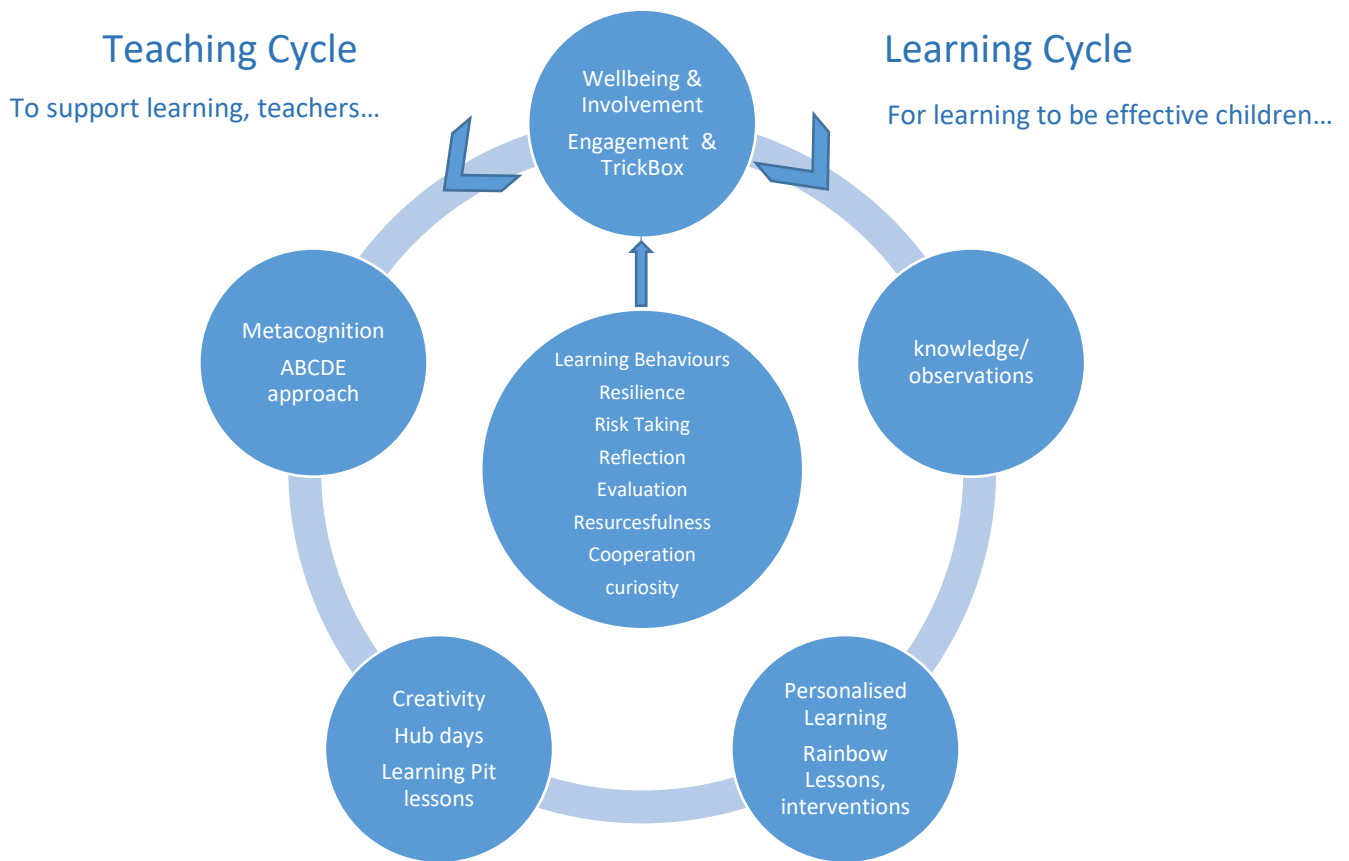 Teaching Cycle
To support learning, teachers...
Learning Cycle
For learning to be effective children...
Wellbeing &
Involvement
Engagement &
TrickBox
knowledge/
observations
Personalised
Learning
Rainbow
Lessons,
interventions
Creativity
Hub days
Learning Pit
lessons
Metacognition
ABCDE
approach
Learning Behaviours
Resilience
Risk Taking
Reflection
Evaluation
Resurcesfulness
Cooperation
curiosity